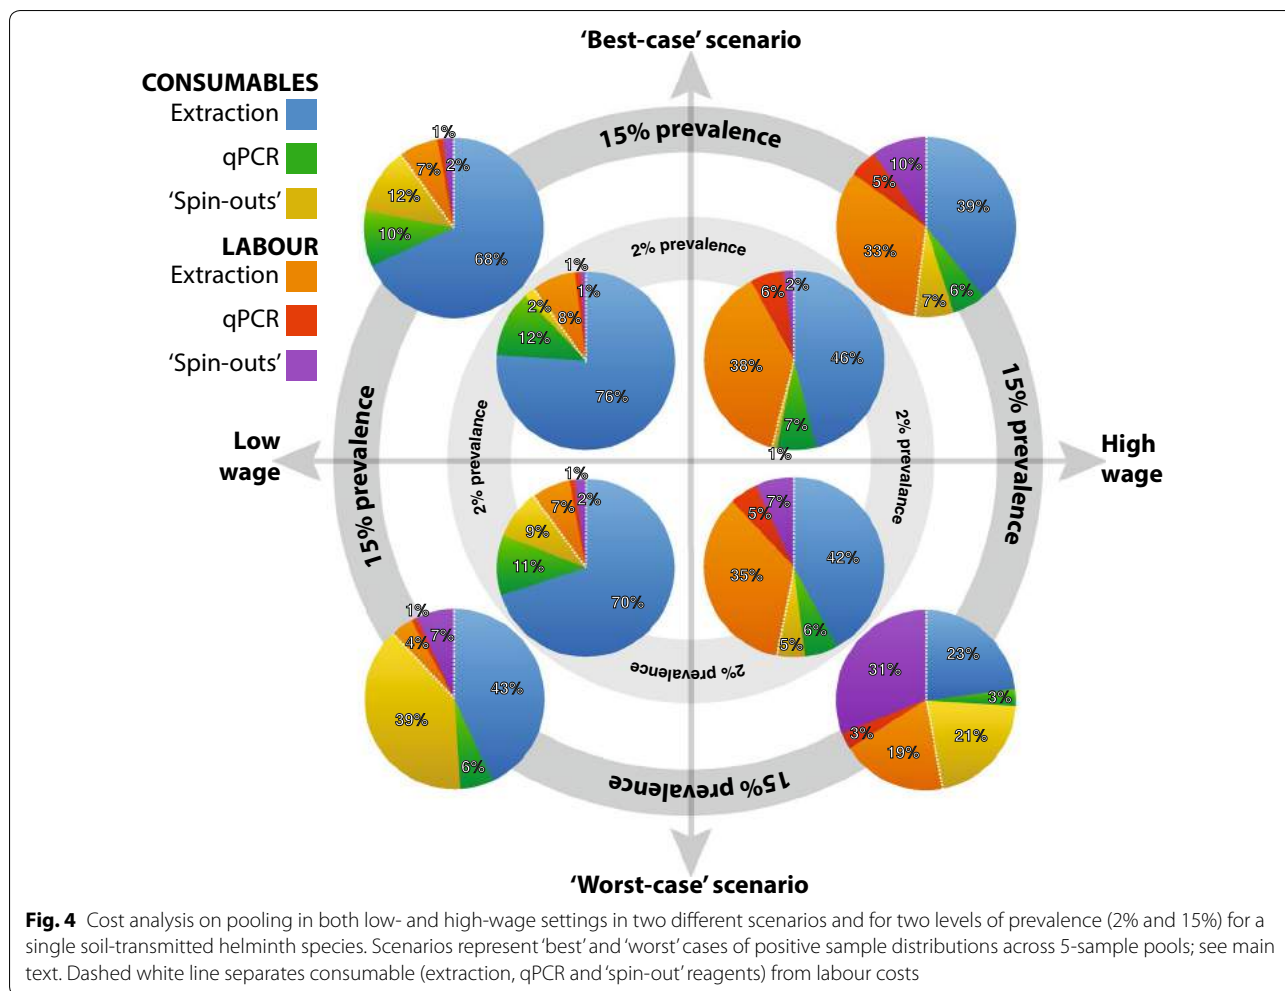 'Best-case' scenario
CONSUMABLES
Extraction
qPCR
'Spin-outs'
LABOUR
Extraction
qPCR
'Spin-outs'
15% prevalence
2% prevalence
15% prevalence
2% prevalence
2% prevalance
15% prevalence
Low
wage
High
wage
1%
7%
2%
12%
10%
68%
10%
5%
39%
33%
7%
6%
1%
1%
2%
8%
12%
76%
6%
2%
46%
38%
7%
1%
1%
7%
2%
9%
11%
70%
7%
5%
42%
35%
5%
6%
1%
4%
7%
43%
39%
6%
31%
23%
3%
3%
19%
21%
2% prevalence
15% prevalence
'Worst-case' scenario
Fig. 4 Cost analysis on pooling in both low- and high-wage settings in two different scenarios and for two levels of prevalence (2% and 15%) for a
single soil-transmitted helminth species. Scenarios represent 'best' and 'worst' cases of positive sample distributions across 5-sample pools; see main
text. Dashed white line separates consumable (extraction, qPCR and 'spin-out' reagents) from labour costs